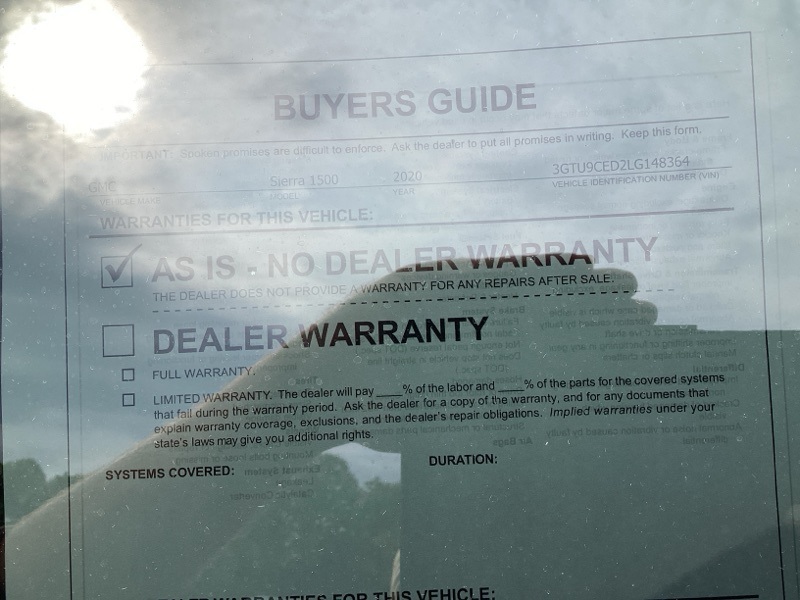 BUYERS GUIDE
IMPORTANT: Spoken promises are difficult to enforce. Ask the dealer to put all promises in writing. Keep this form.
GMC Sierra 1500 2020 3GTU9CED2LG148364
VEHICLE MAKE MODEL YEAR VEHICLE IDENTIFICATION NUMBER (VIN)
WARRANTIES FOR THIS VEHICLE:
AS IS - NO DEALER WARRANTY
THE DEALER DOES NOT PROVIDE A WARRANTY FOR ANY REPAIRS AFTER SALE.
DEALER WARRANTY
FULL WARRANTY.
LIMITED WARRANTY. The dealer will pay ____% of the labor and ____% of the parts for the covered systems
that fail during the warranty period. Ask the dealer for a copy of the warranty, and for any documents that
explain warranty coverage, exclusions, and the dealer's repair obligations. Implied warranties under your
state's laws may give you additional rights.
SYSTEMS COVERED: DURATION:
DEALER WARRANTIES FOR THIS VEHICLE: